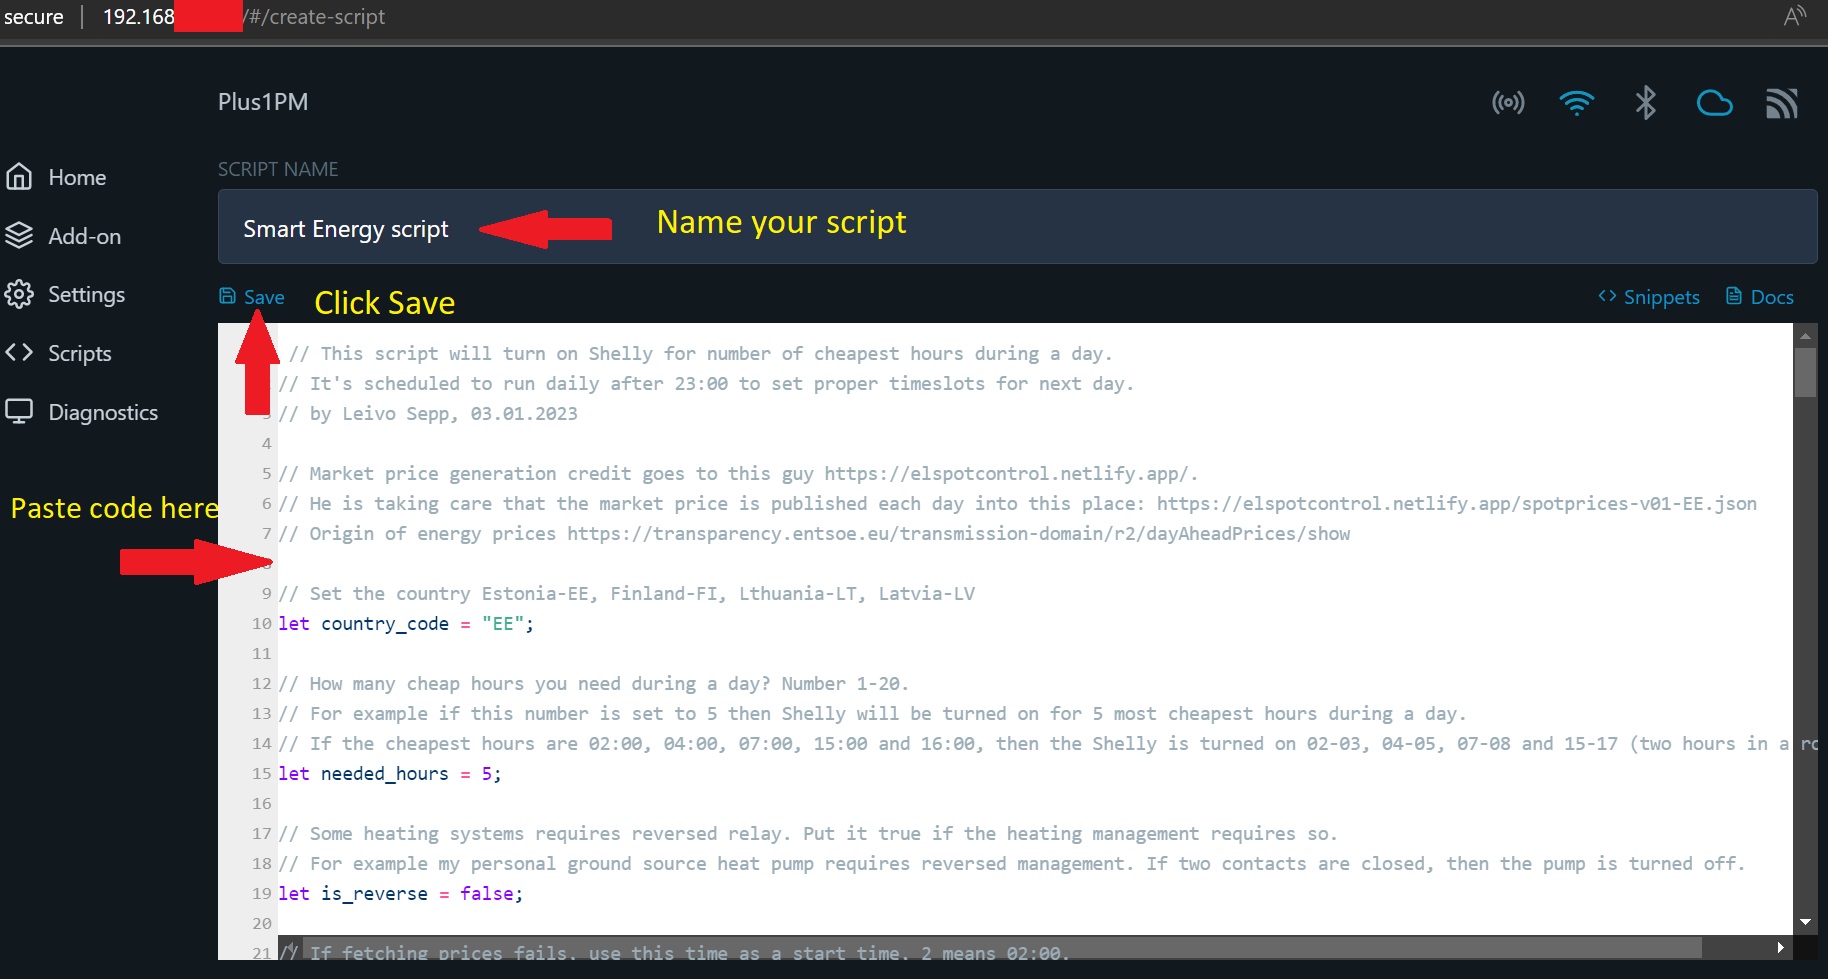 secure | 192.168 /#/create-script
Plus1PM
Home
Add-on
Settings
Scripts
Diagnostics
SCRIPT NAME
Smart Energy script
Name your script
Save
Click Save
Snippets
Docs
Paste code here
// This script will turn on Shelly for number of cheapest hours during a day.
// It's scheduled to run daily after 23:00 to set proper timeslots for next day.
3 // by Leivo Sepp, 03.01.2023
4
5 // Market price generation credit goes to this guy https://elspotcontrol.netlify.app/.
6 // He is taking care that the market price is published each day into this place: https://elspotcontrol.netlify.app/spotprices-v01-EE.json
7 // Origin of energy prices https://transparency.entsoe.eu/transmission-domain/r2/dayAheadPrices/show
8
9 // Set the country Estonia-EE, Finland-FI, Lthuania-LT, Latvia-LV
10 let country_code = "EE";
11
12 // How many cheap hours you need during a day? Number 1-20.
13 // For example if this number is set to 5 then Shelly will be turned on for 5 most cheapest hours during a day.
14 // If the cheapest hours are 02:00, 04:00, 07:00, 15:00 and 16:00, then the Shelly is turned on 02-03, 04-05, 07-08 and 15-17 (two hours in a
15 let needed_hours = 5;
16
17 // Some heating systems requires reversed relay. Put it true if the heating management requires so.
18 // For example my personal ground source heat pump requires reversed management. If two contacts are closed, then the pump is turned off.
19 let is_reverse = false;
20
21 // If fetching prices fails, use this time as a start time, 2 means 02:00.